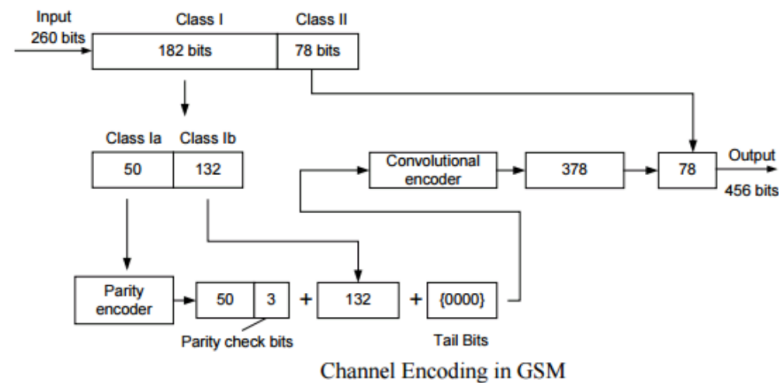 Input
Class I
Class II
260 bits
182 bits
78 bits
Class Ia
Class Ib
50
132
Convolutional
encoder
378
78
Output
456 bits
Parity
encoder
50
3
+
132
+
{0000}
Parity check bits
Tail Bits
Channel Encoding in GSM